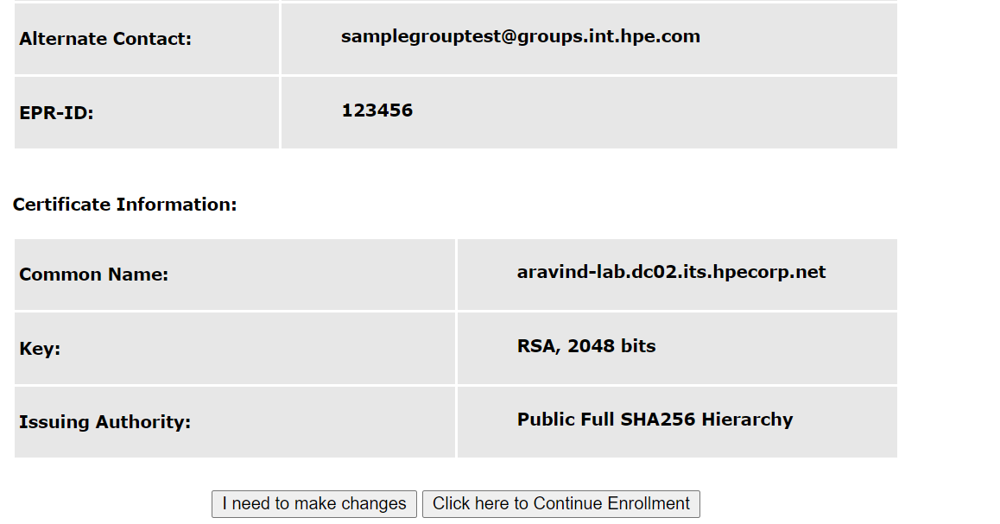 Alternate Contact: samplegrouptest@groups.int.hpe.com
EPR-ID: 123456
Certificate Information:
Common Name: aravind-lab.dc02.its.hpecorp.net
Key: RSA, 2048 bits
Issuing Authority: Public Full SHA256 Hierarchy
I need to make changes Click here to Continue Enrollment